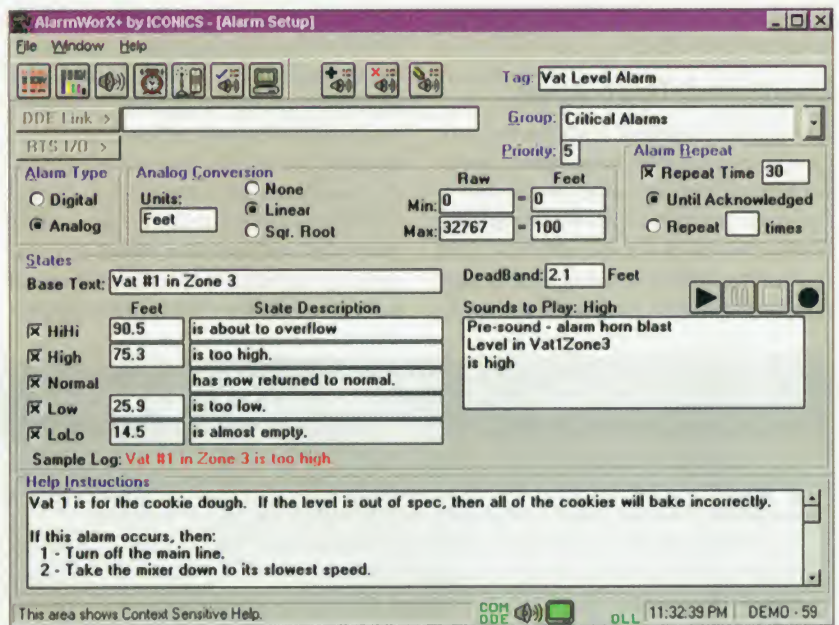 AlarmWorX+ by ICONICS - [Alarm Setup]
File Window Help
Tag: Vat Level Alarm
DDE Link >
Group: Critical Alarms
RTS I/O >
Priority: 5
Alarm Type
Digital
Analog
Analog Conversion
Units:
Feet
None
Linear
Sqr. Root
Raw Feet
Min: 0 = 0
Max: 32767 = 100
Alarm Repeat
Repeat Time 30
Until Acknowledged
Repeat times
States
Base Text: Vat #1 in Zone 3
DeadBand: 2.1 Feet
Feet State Description
HiHi 90.5 is about to overflow
High 75.3 is too high.
Normal has now returned to normal.
Low 25.9 is too low.
LoLo 14.5 is almost empty.
Sounds to Play: High
Pre-sound - alarm horn blast
Level in Vat1Zone3
is high
Sample Log: Vat #1 in Zone 3 is too high.
Help Instructions
Vat 1 is for the cookie dough. If the level is out of spec, then all of the cookies will bake incorrectly.
If this alarm occurs, then:
1 - Turn off the main line.
2 - Take the mixer down to its slowest speed.
This area shows Context Sensitive Help.
COM
DDE
DLL
11:32:39 PM
DEMO - 59